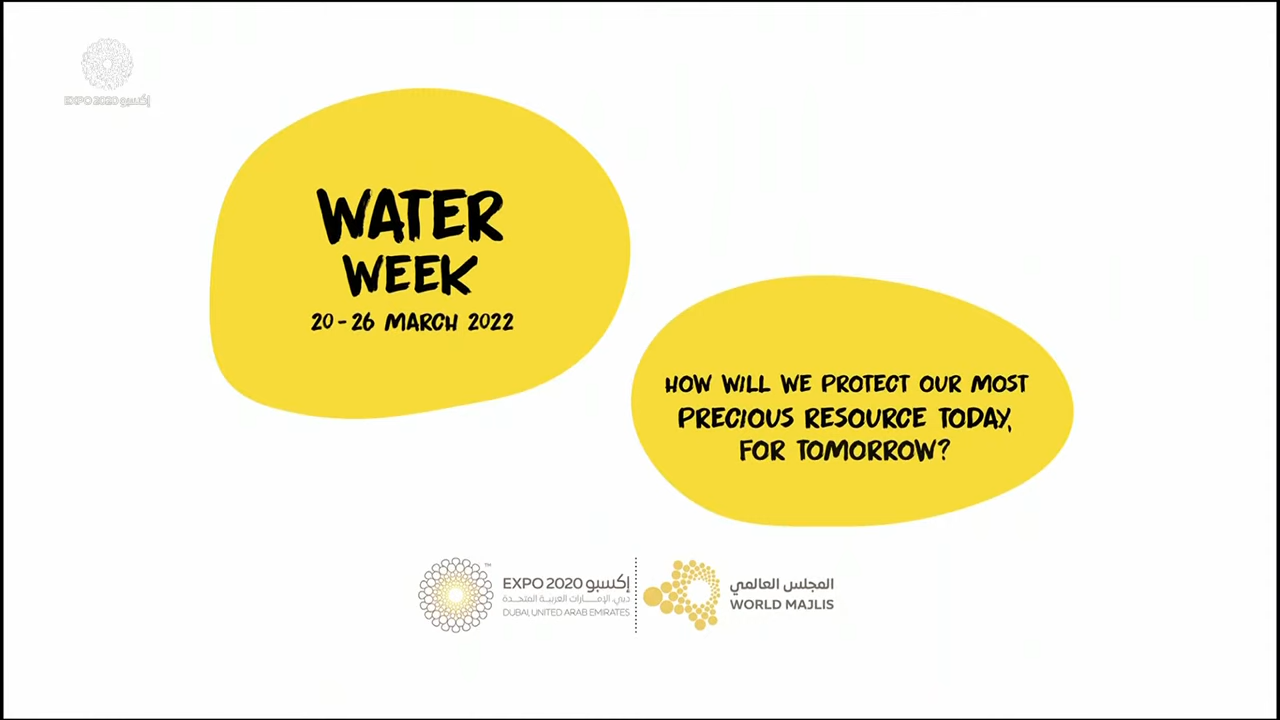 EXPO 2020 إكسبو
WATER
WEEK
20-26 MARCH 2022
HOW WILL WE PROTECT OUR MOST
PRECIOUS RESOURCE TODAY,
FOR TOMORROW?
EXPO 2020 إكسبو
دبي، الإمارات العربية المتحدة
DUBAI, UNITED ARAB EMIRATES
TM
المجلس العالمي
WORLD MAJLIS